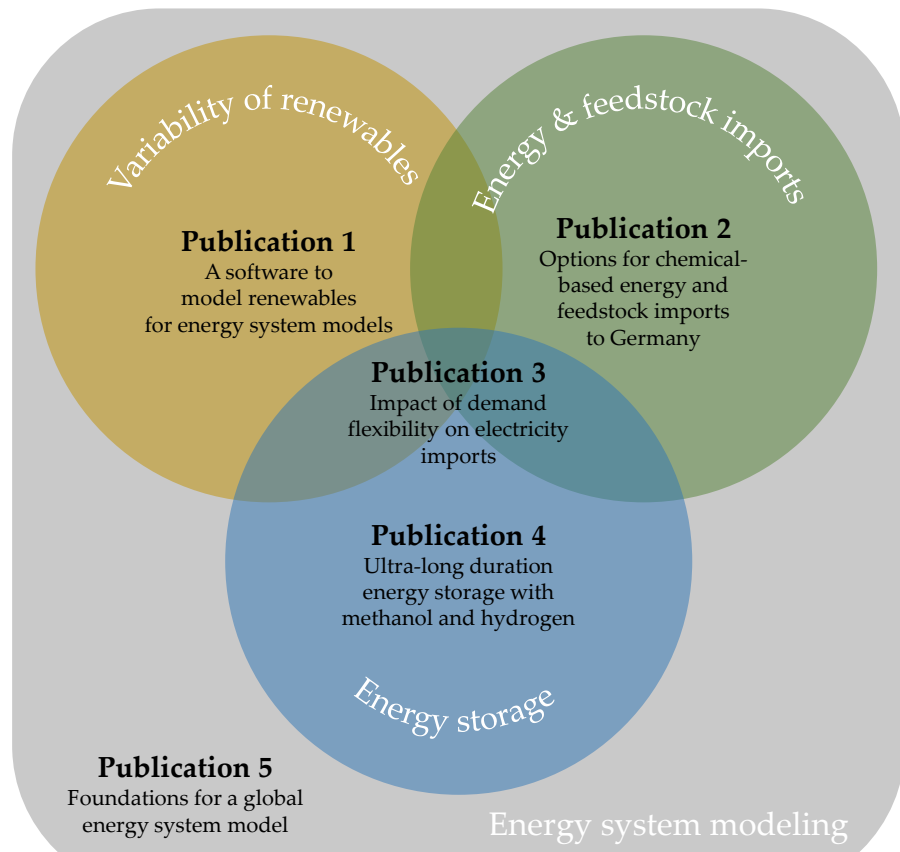 Variability of renewables
Energy & feedstock imports
Publication 1
A software to
model renewables
for energy system models
Publication 2
Options for chemical-
based energy and
feedstock imports
to Germany
Publication 3
Impact of demand
flexibility on electricity
imports
Publication 4
Ultra-long duration
energy storage with
methanol and hydrogen
Energy storage
Publication 5
Foundations for a global
energy system model
Energy system modeling